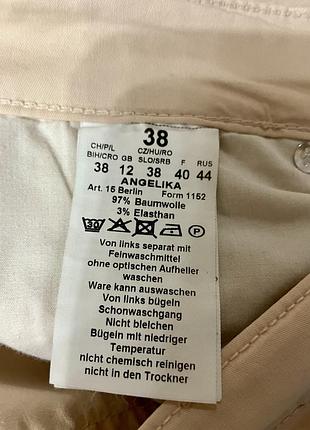 38
CH/P/L CZ/HU/RO
BIH/CRO GB SLO/SRB F RUS
38 12 38 40 44
ANGELIKA
Art. 15 Berlin Form 1152
97% Baumwolle
3% Elasthan
30 P
Von links separat mit
Feinwaschmittel
ohne optischen Aufheller
waschen
Ware kann auswaschen
Von links bügeln
Schonwaschgang
Nicht bleichen
Bügeln mit niedriger
Temperatur
nicht chemisch reinigen
nicht in den Trockner